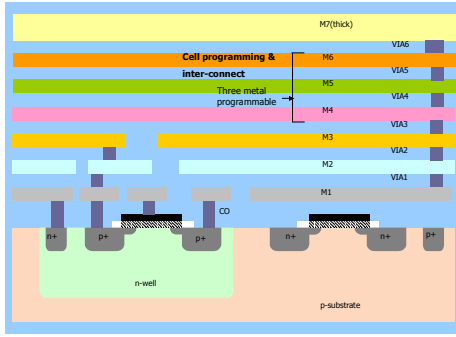 M7(thick)
VIA6
Cell programming &
M6
inter-connect
VIA5
M5
Three metal
programmable
VIA4
M4
VIA3
M3
VIA2
M2
VIA1
M1
CO
n+
p+
p+
n+
n+
p+
n-well
p-substrate